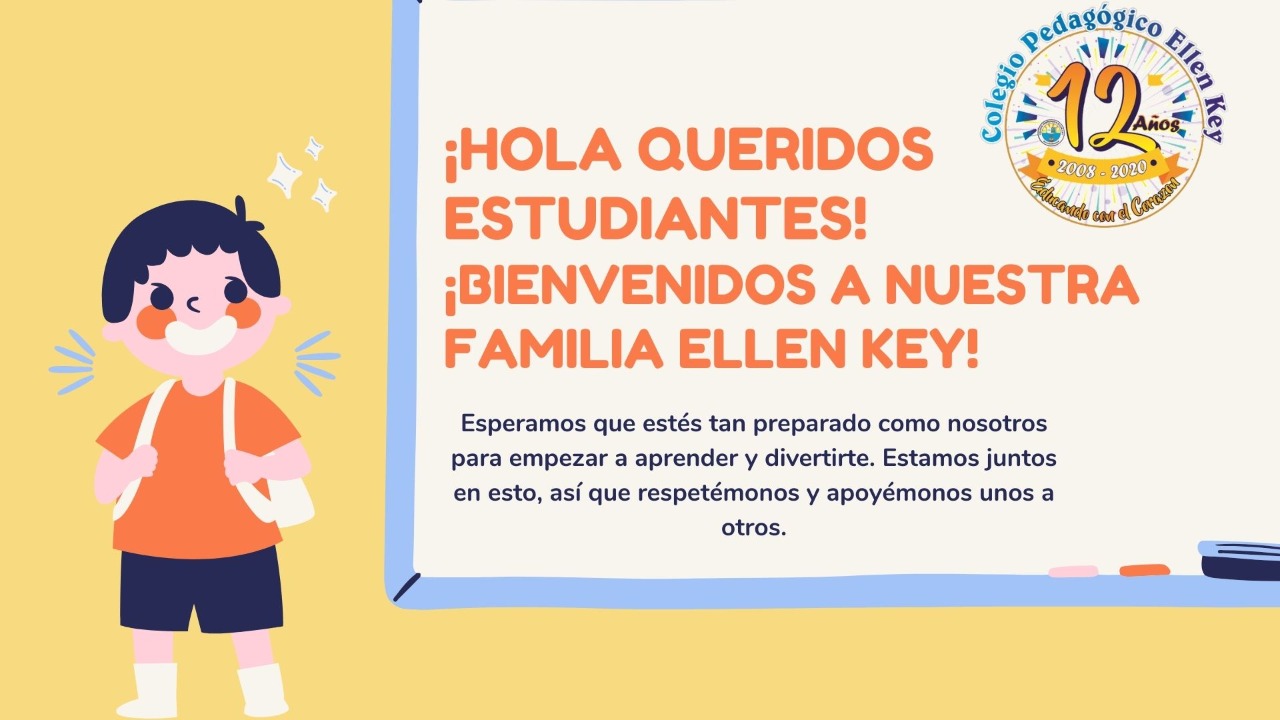 Colegio Pedagógico Ellen Key
12
Años
2008 - 2020
Educando con el Corazón
¡HOLA QUERIDOS
ESTUDIANTES!
¡BIENVENIDOS A NUESTRA
FAMILIA ELLEN KEY!
Esperamos que estés tan preparado como nosotros
para empezar a aprender y divertirte. Estamos juntos
en esto, así que respetémonos y apoyémonos unos a
otros.